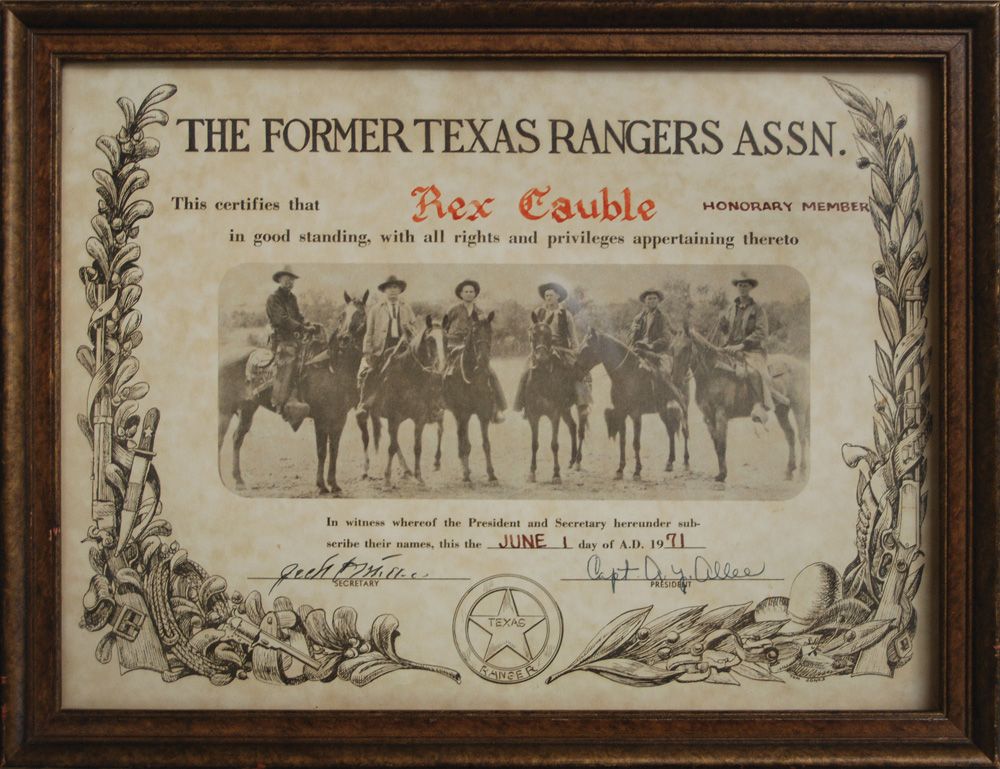 THE FORMER TEXAS RANGERS ASSN.
This certifies that Rex Cauble HONORARY MEMBER
in good standing, with all rights and privileges appertaining thereto
In witness whereof the President and Secretary hereunder sub-
scribe their names, this the JUNE 1 day of A.D. 1971
Capt. A. Y. Allee
SECRETARY PRESIDENT
TEXAS
RANGER